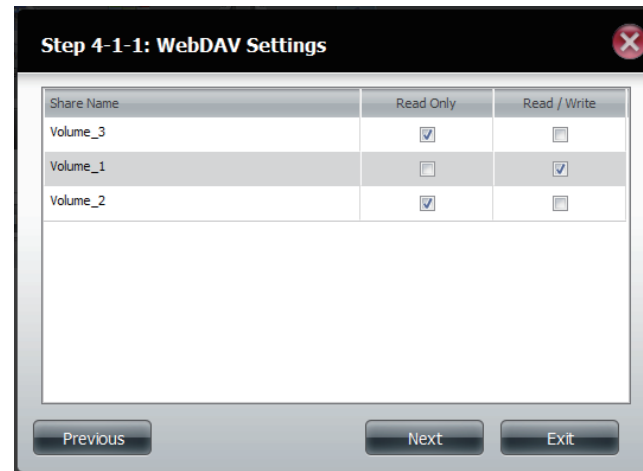 Step 4-1-1: WebDAV Settings
Share Name Read Only Read / Write
Volume_3
Volume_1
Volume_2
Previous Next Exit